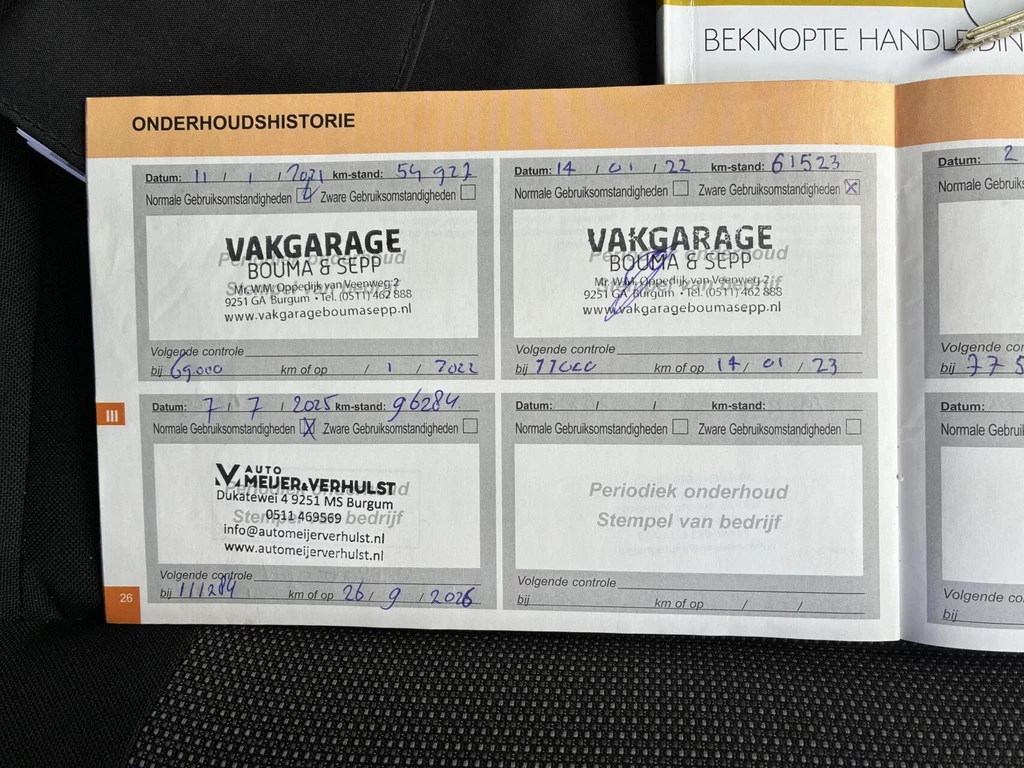 BEKNOPTE HANDLEIDIN
ONDERHOUDSHISTORIE
Datum: 11 / 1 / 2021 km-stand: 54 927
Normale Gebruiksomstandigheden Zware Gebruiksomstandigheden
VAKGARAGE
BOUMA & SEPP
Mr. W.M. Oppedijk van Veenweg 2
9251 GA Burgum • Tel. (0511) 462 888
www.vakgarageboumasepp.nl
Volgende controle
bij 69000 km of op / 1 / 2022
Datum: 14 / 01 / 22 km-stand: 61523
Normale Gebruiksomstandigheden Zware Gebruiksomstandigheden X
VAKGARAGE
BOUMA & SEPP
Mr. W.M. Oppedijk van Veenweg 2
9251 GA Burgum • Tel. (0511) 462 888
www.vakgarageboumasepp.nl
Volgende controle
bij 77000 km of op 14 / 01 / 23
III
Datum: 7 / 7 / 2025 km-stand: 96284
Normale Gebruiksomstandigheden X Zware Gebruiksomstandigheden
AUTO
MEIJER&VERHULST
Dukatewei 4 9251 MS Burgum
0511 469569
info@automeijerverhulst.nl
www.automeijerverhulst.nl
Volgende controle
bij 111284 km of op 26 / 9 / 2026
Datum: / / km-stand:
Normale Gebruiksomstandigheden Zware Gebruiksomstandigheden
Periodiek onderhoud
Stempel van bedrijf
Volgende controle
bij km of op / /
26
Datum: 2
Normale Gebruiks
Volgende con
bij 775
Datum:
Normale Gebruik
Volgende co
bij